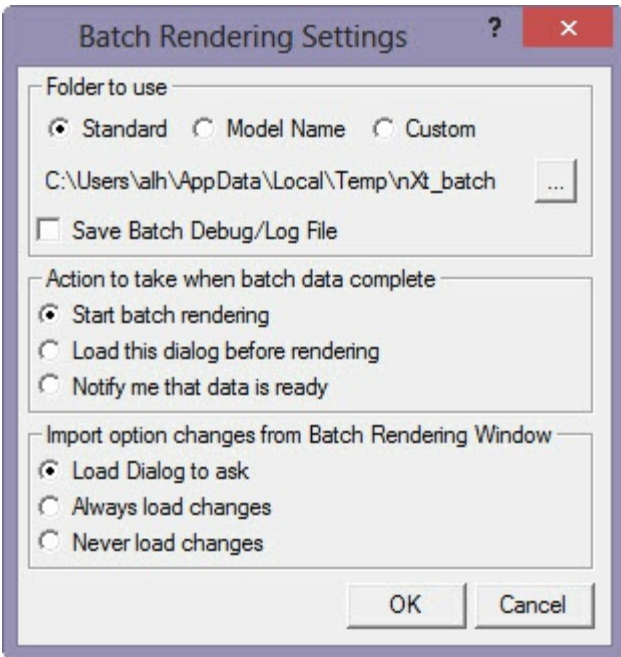 Batch Rendering Settings ? ×
Folder to use
Standard Model Name Custom
C:\Users\alh\AppData\Local\Temp\nXt_batch ...
Save Batch Debug/Log File
Action to take when batch data complete
Start batch rendering
Load this dialog before rendering
Notify me that data is ready
Import option changes from Batch Rendering Window
Load Dialog to ask
Always load changes
Never load changes
OK Cancel